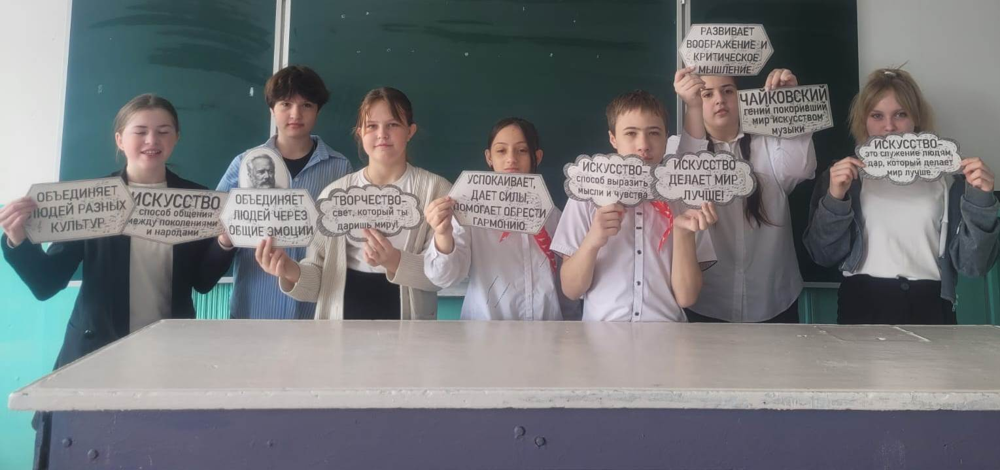 ОБЪЕДИНЯЕТ
ЛЮДЕЙ РАЗНЫХ
КУЛЬТУР
ИСКУССТВО
способ общения
между поколениями
и народами
ОБЪЕДИНЯЕТ
ЛЮДЕЙ ЧЕРЕЗ
ОБЩИЕ ЭМОЦИИ
ТВОРЧЕСТВО-
свет, который ты
даришь миру!
УСПОКАИВАЕТ,
ДАЕТ СИЛЫ,
ПОМОГАЕТ ОБРЕСТИ
ГАРМОНИЮ.
ИСКУССТВО-
способ выразить
мысли и чувства
ИСКУССТВО
ДЕЛАЕТ МИР
ЛУЧШЕ!
РАЗВИВАЕТ
ВООБРАЖЕНИЕ И
КРИТИЧЕСКОЕ
МЫШЛЕНИЕ
ЧАЙКОВСКИЙ
гений покоривший
мир искусством
музыки
ИСКУССТВО-
это служение людям,
дар, который делает
мир лучше.